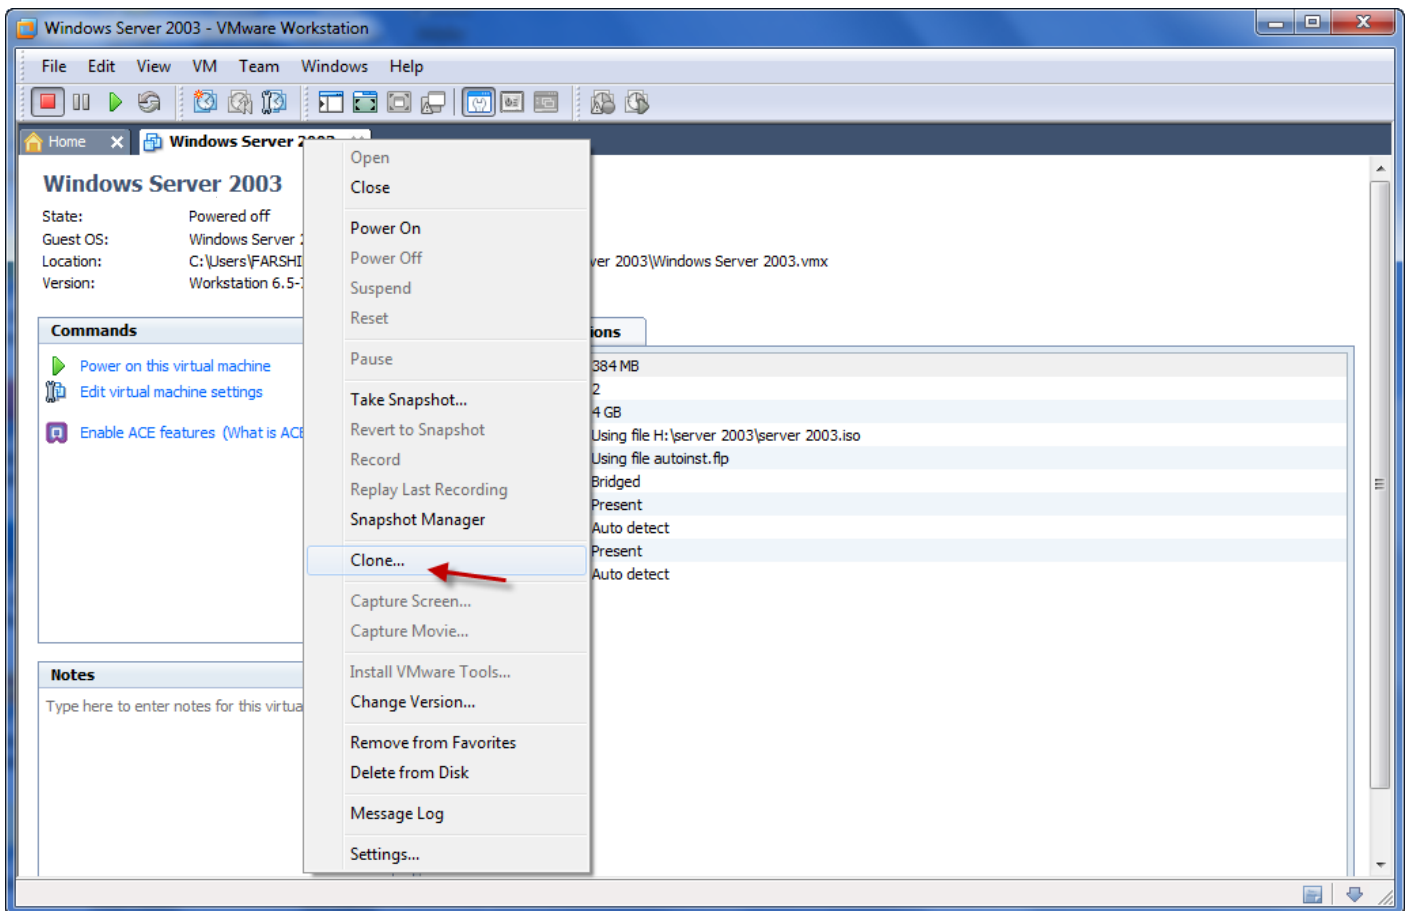 Windows Server 2003 - VMware Workstation
File Edit View VM Team Windows Help
Home
Windows Server 2003
Windows Server 2003
State: Powered off
Guest OS: Windows Server
Location: C:\Users\FARSHI ver 2003\Windows Server 2003.vmx
Version: Workstation 6.5-
Commands
Power on this virtual machine
Edit virtual machine settings
Enable ACE features (What is ACE
Notes
Type here to enter notes for this virtua
Open
Close
Power On
Power Off
Suspend
Reset
Pause
Take Snapshot...
Revert to Snapshot
Record
Replay Last Recording
Snapshot Manager
Clone...
Capture Screen...
Capture Movie...
Install VMware Tools...
Change Version...
Remove from Favorites
Delete from Disk
Message Log
Settings...
ions
384 MB
2
4 GB
Using file H:\server 2003\server 2003.iso
Using file autoinst.flp
Bridged
Present
Auto detect
Present
Auto detect